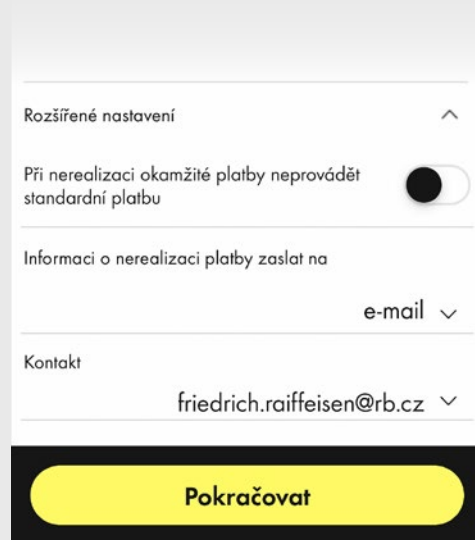 Rozšířené nastavení
Při nerealizaci okamžité platby neprovádět
standardní platbu
Informaci o nerealizaci platby zaslat na
e-mail
Kontakt
friedrich.raiffeisen@rb.cz
Pokračovat